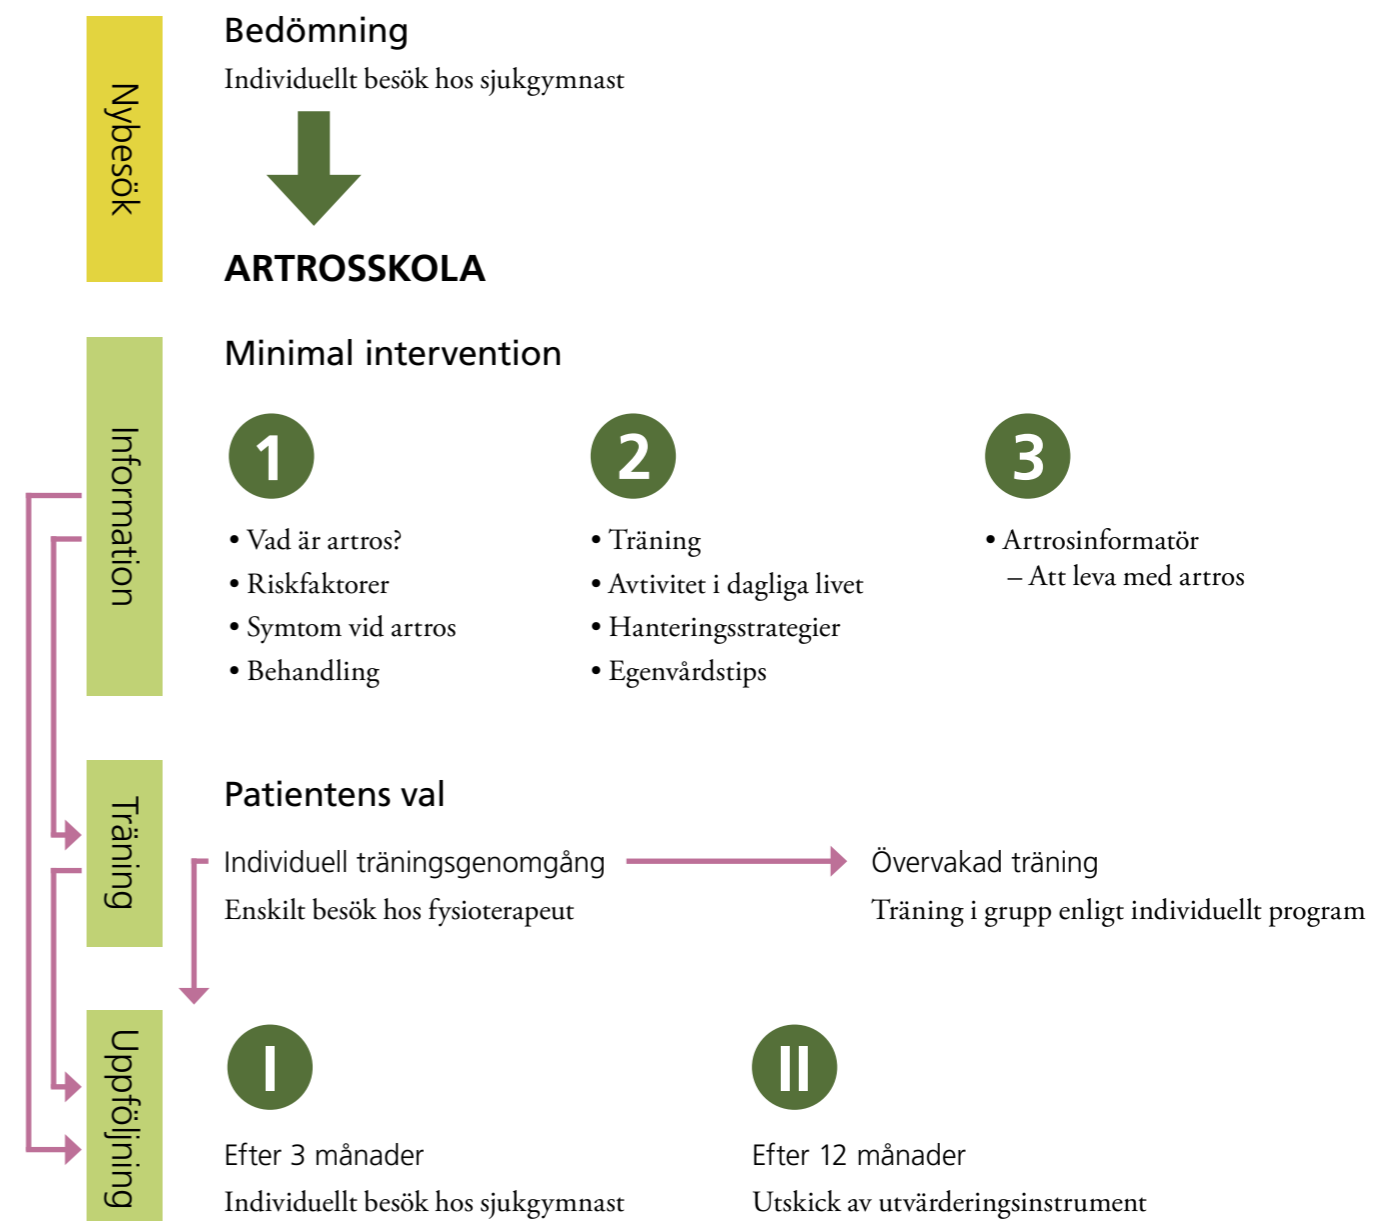 Nybesök
Bedömning
Individuellt besök hos sjukgymnast
ARTROSSKOLA
Information
Minimal intervention
1
• Vad är artros?
• Riskfaktorer
• Symtom vid artros
• Behandling
2
• Träning
• Avtivitet i dagliga livet
• Hanteringsstrategier
• Egenvårdstips
3
• Artrosinformatör
– Att leva med artros
Träning
Patientens val
Individuell träningsgenomgång
Enskilt besök hos fysioterapeut
Övervakad träning
Träning i grupp enligt individuellt program
Uppföljning
I
Efter 3 månader
Individuellt besök hos sjukgymnast
II
Efter 12 månader
Utskick av utvärderingsinstrument